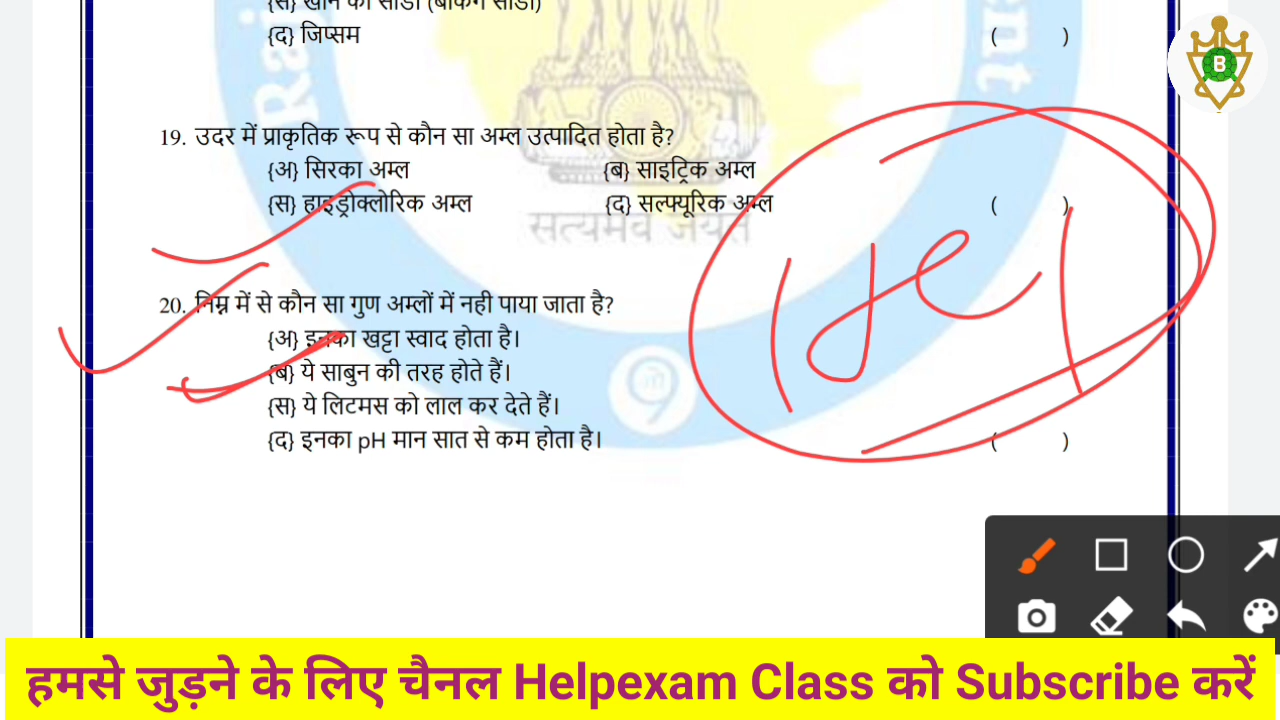 {स} खाने का सोडा (बेकिंग सोडा)
{द} जिप्सम ( )
19. उदर में प्राकृतिक रूप से कौन सा अम्ल उत्पादित होता है?
{अ} सिरका अम्ल {ब} साइट्रिक अम्ल
{स} हाइड्रोक्लोरिक अम्ल {द} सल्फ्यूरिक अम्ल ( )
सत्यमेव जयते
20. निम्न में से कौन सा गुण अम्लों में नही पाया जाता है?
{अ} इनका खट्टा स्वाद होता है।
{ब} ये साबुन की तरह होते हैं।
{स} ये लिटमस को लाल कर देते हैं।
{द} इनका pH मान सात से कम होता है। ( )
B
हमसे जुड़ने के लिए चैनल Helpexam Class को Subscribe करें